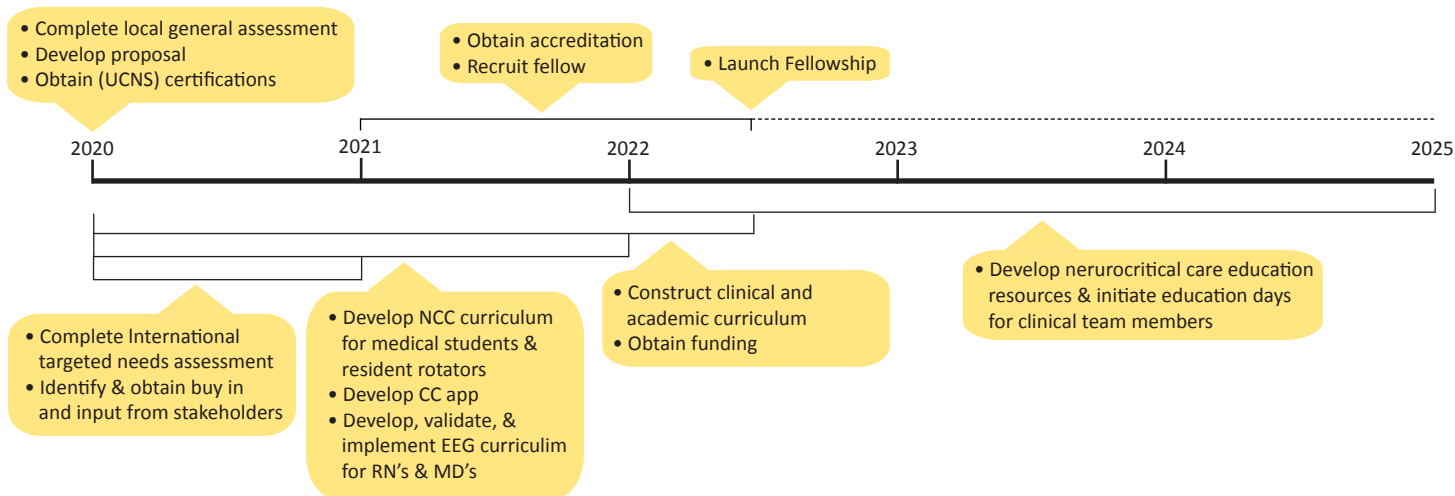 • Complete local general assessment
• Develop proposal
• Obtain (UCNS) certifications
• Obtain accreditation
• Recruit fellow
• Launch Fellowship
2020
2021
2022
2023
2024
2025
• Complete International
targeted needs assessment
• Identify & obtain buy in
and input from stakeholders
• Develop NCC curriculum
for medical students &
resident rotators
• Develop CC app
• Develop, validate, &
implement EEG curriculim
for RN’s & MD’s
• Construct clinical and
academic curriculum
• Obtain funding
• Develop nerurocritical care education
resources & initiate education days
for clinical team members